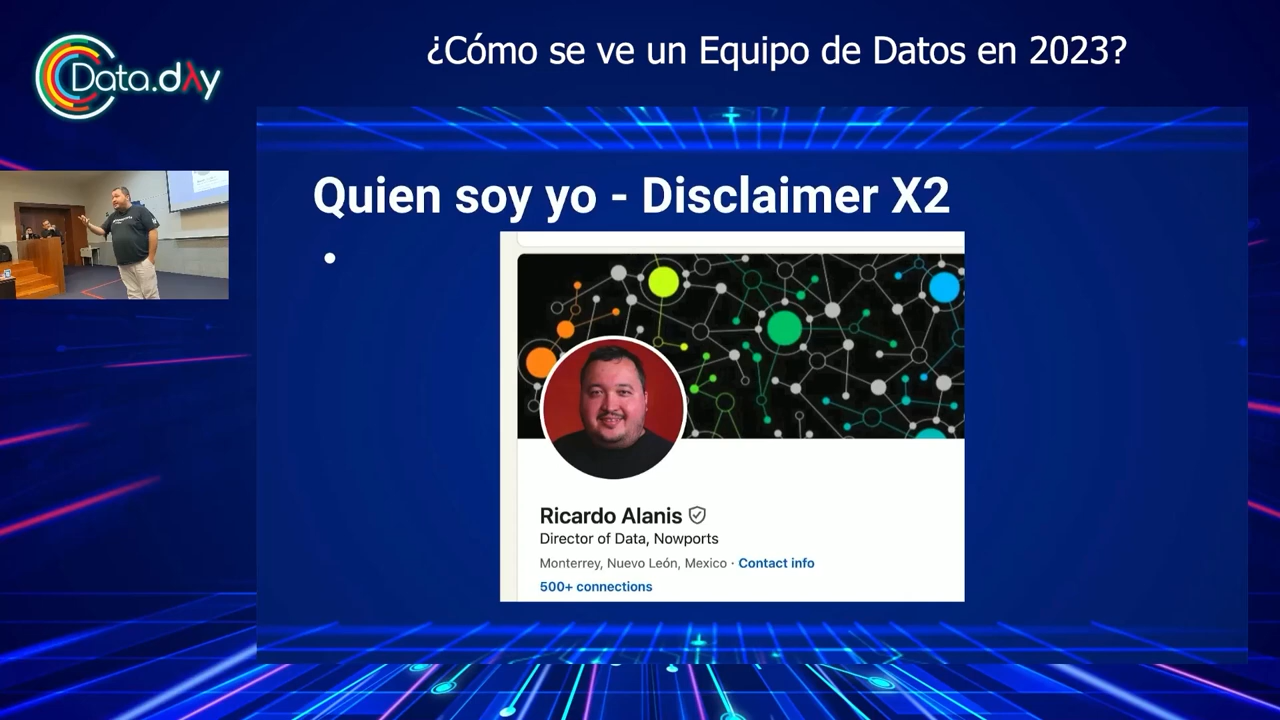 ¿Cómo se ve un Equipo de Datos en 2023?
Data.dλy
Quien soy yo - Disclaimer X2
Ricardo Alanis
Director of Data, Nowports
Monterrey, Nuevo León, Mexico · Contact info
500+ connections